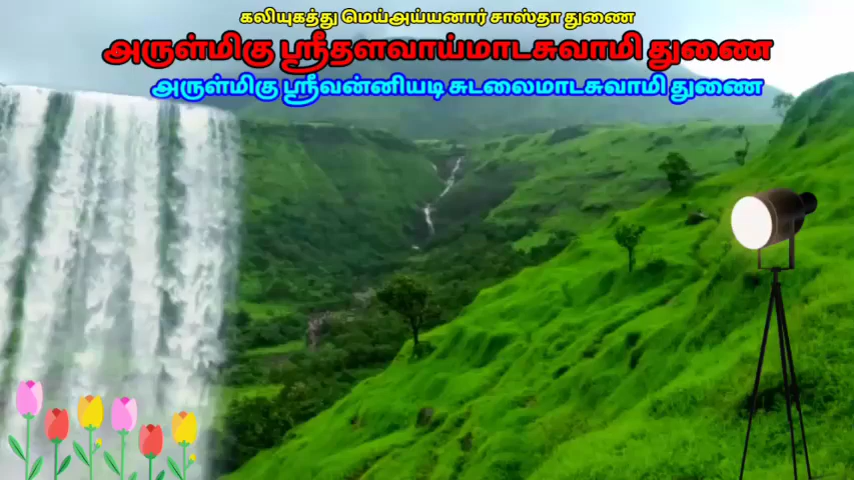 கலியுகத்து மெய்அய்யனார் சாஸ்தா துணை
அருள்மிகு ஸ்ரீதளவாய்மாடசுவாமி துணை
அருள்மிகு ஸ்ரீவன்னியடி சுடலைமாடசுவாமி துணை